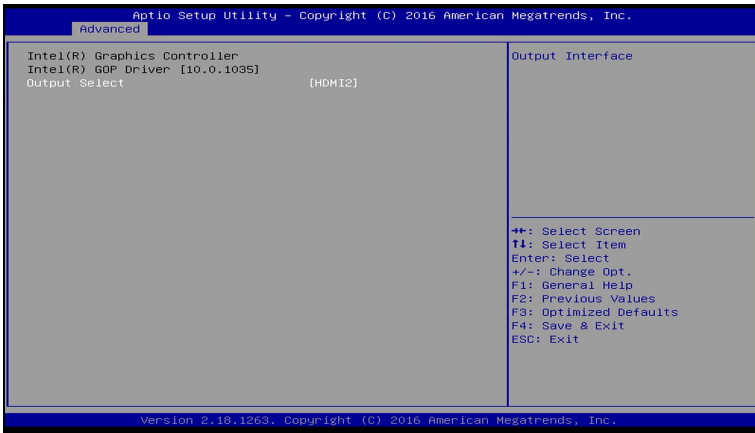 Aptio Setup Utility – Copyright (C) 2016 American Megatrends, Inc.
Advanced
Intel(R) Graphics Controller
Intel(R) GOP Driver [10.0.1035]
Output Select [HDMI2]
Output Interface
→←: Select Screen
↑↓: Select Item
Enter: Select
+/-: Change Opt.
F1: General Help
F2: Previous Values
F3: Optimized Defaults
F4: Save & Exit
ESC: Exit
Version 2.18.1263. Copyright (C) 2016 American Megatrends, Inc.